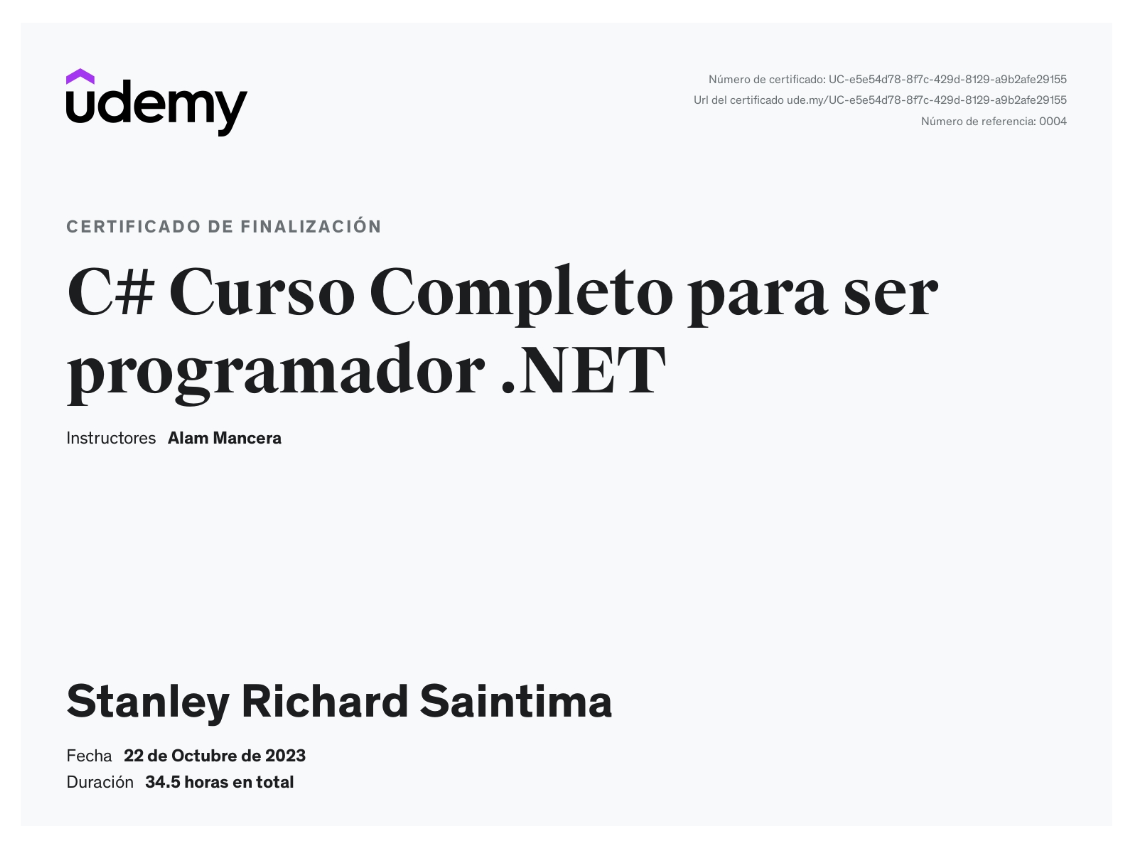 udemy
Número de certificado: UC-e5e54d78-8f7c-429d-8129-a9b2afe29155
Url del certificado ude.my/UC-e5e54d78-8f7c-429d-8129-a9b2afe29155
Número de referencia: 0004
CERTIFICADO DE FINALIZACIÓN
C# Curso Completo para ser
programador .NET
Instructores Alam Mancera
Stanley Richard Saintima
Fecha 22 de Octubre de 2023
Duración 34.5 horas en total